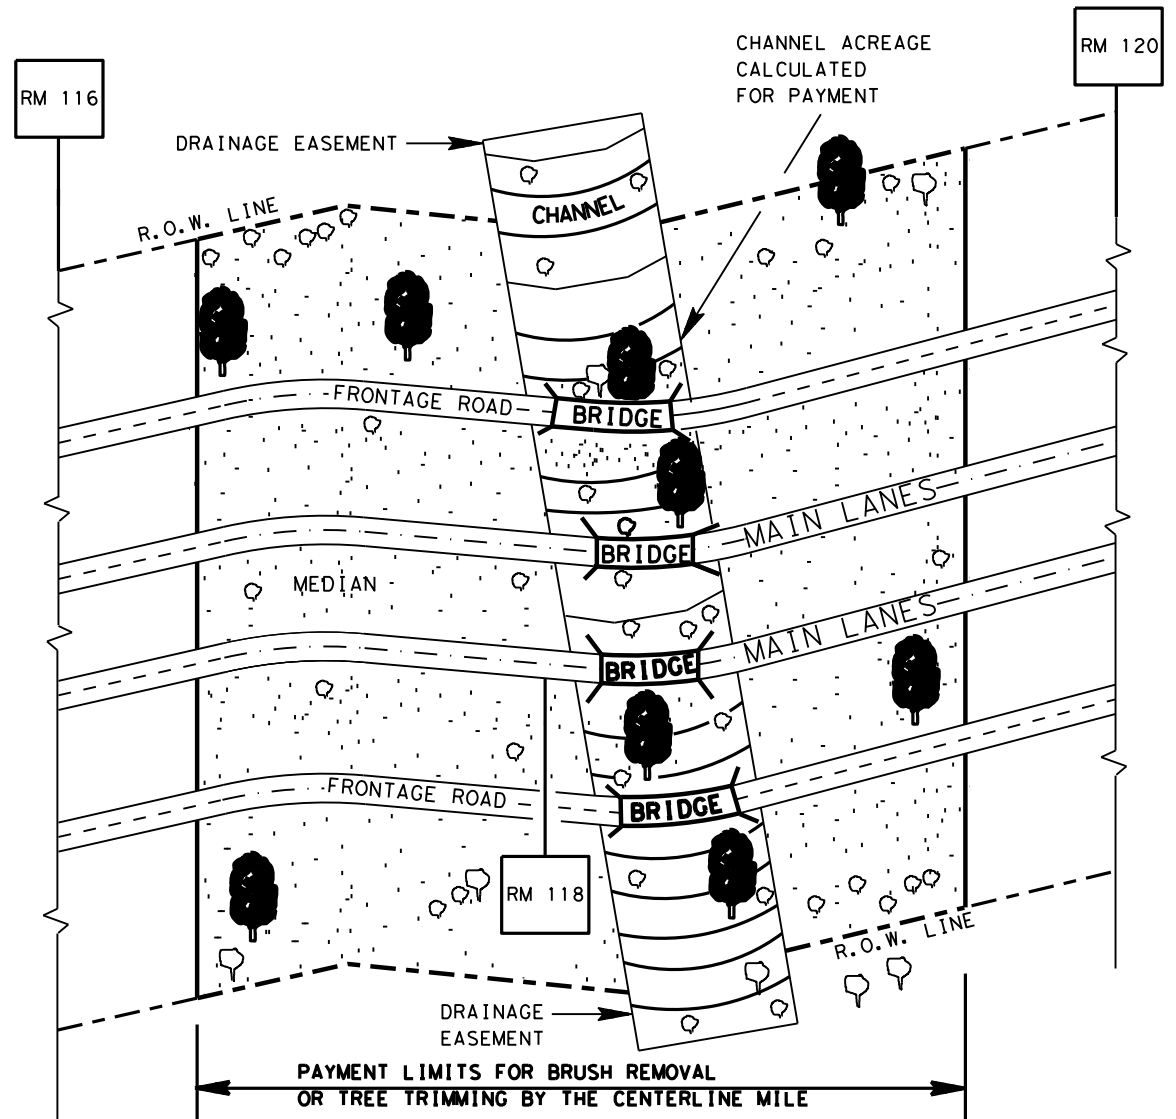 RM 120
CHANNEL ACREAGE
CALCULATED
FOR PAYMENT
RM 116
DRAINAGE EASEMENT
R.O.W. LINE
CHANNEL
FRONTAGE ROAD
BRIDGE
MAIN LANES
BRIDGE
MEDIAN
MAIN LANES
BRIDGE
FRONTAGE ROAD
BRIDGE
RM 118
R.O.W. LINE
DRAINAGE
EASEMENT
PAYMENT LIMITS FOR BRUSH REMOVAL
OR TREE TRIMMING BY THE CENTERLINE MILE